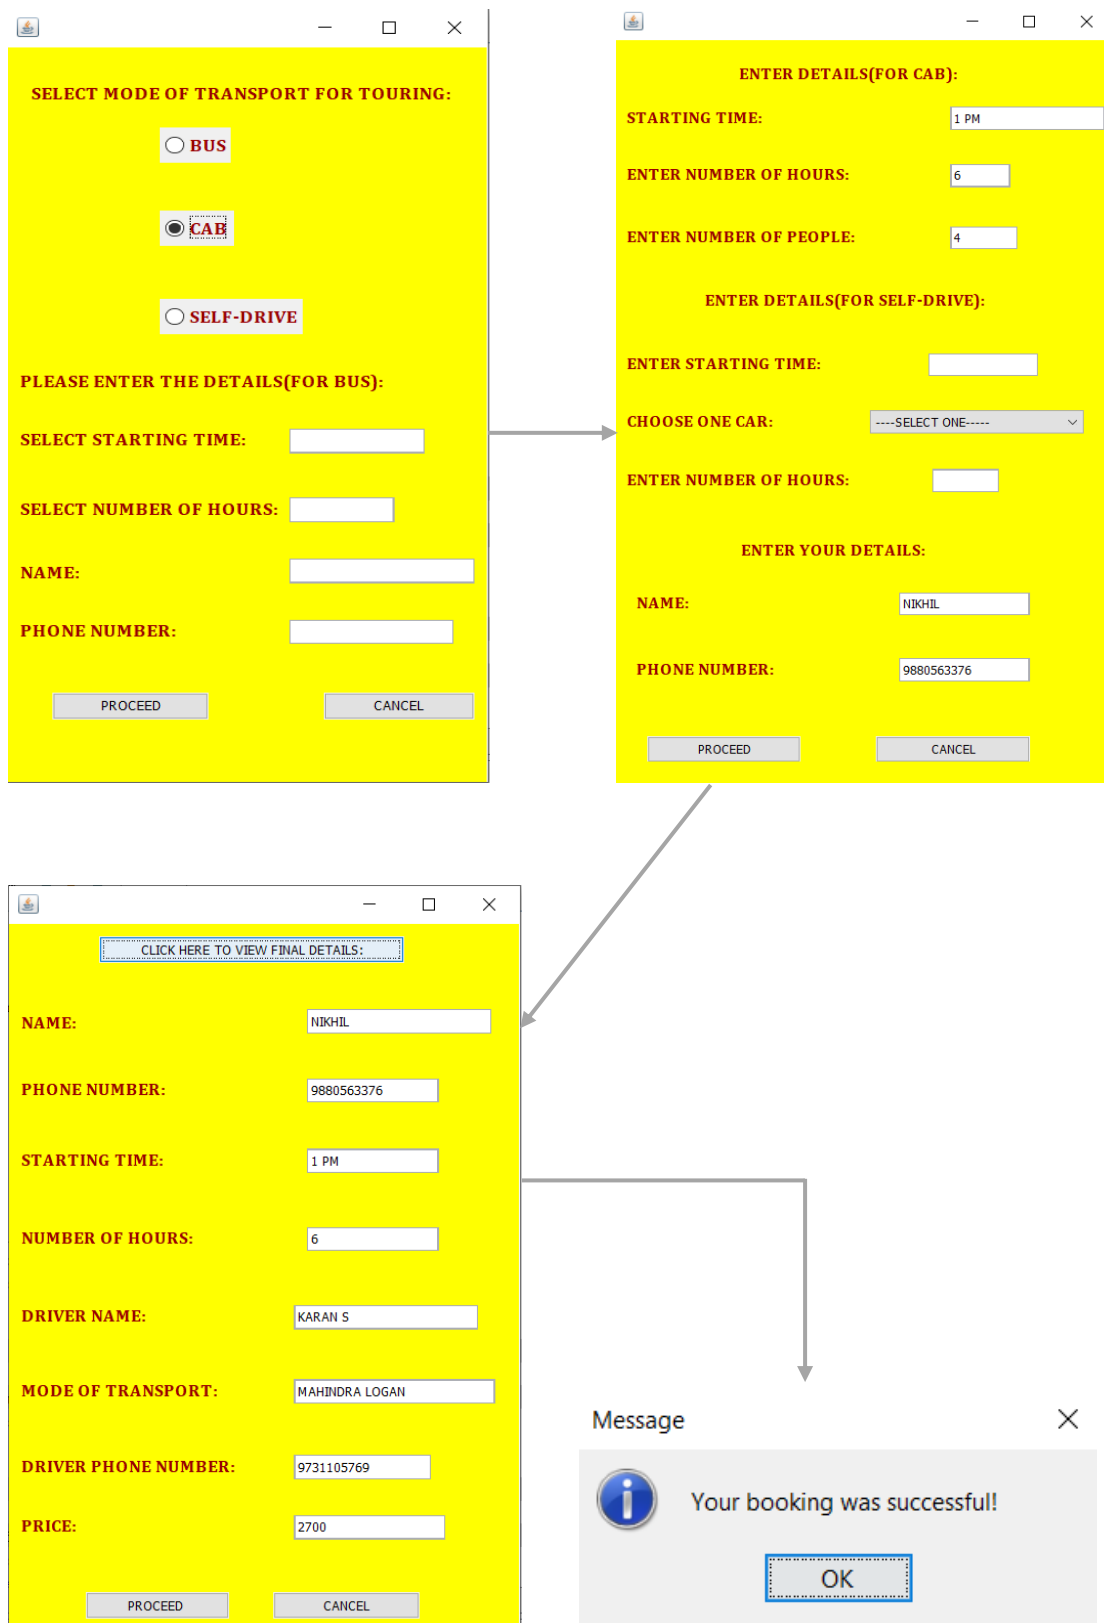 SELECT MODE OF TRANSPORT FOR TOURING:
BUS
CAB
SELF-DRIVE
PLEASE ENTER THE DETAILS(FOR BUS):
SELECT STARTING TIME:
SELECT NUMBER OF HOURS:
NAME:
PHONE NUMBER:
PROCEED CANCEL
ENTER DETAILS(FOR CAB):
STARTING TIME: 1 PM
ENTER NUMBER OF HOURS: 6
ENTER NUMBER OF PEOPLE: 4
ENTER DETAILS(FOR SELF-DRIVE):
ENTER STARTING TIME:
CHOOSE ONE CAR: ----SELECT ONE-----
ENTER NUMBER OF HOURS:
ENTER YOUR DETAILS:
NAME: NIKHIL
PHONE NUMBER: 9880563376
PROCEED CANCEL
CLICK HERE TO VIEW FINAL DETAILS:
NAME: NIKHIL
PHONE NUMBER: 9880563376
STARTING TIME: 1 PM
NUMBER OF HOURS: 6
DRIVER NAME: KARAN S
MODE OF TRANSPORT: MAHINDRA LOGAN
DRIVER PHONE NUMBER: 9731105769
PRICE: 2700
PROCEED CANCEL
Message
Your booking was successful!
OK